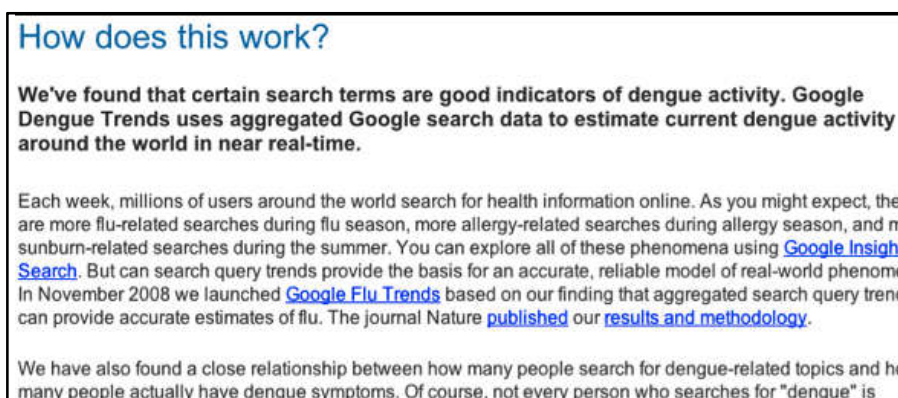 How does this work?
We've found that certain search terms are good indicators of dengue activity. Google
Dengue Trends uses aggregated Google search data to estimate current dengue activity
around the world in near real-time.
Each week, millions of users around the world search for health information online. As you might expect,
are more flu-related searches during flu season, more allergy-related searches during allergy season, and
sunburn-related searches during the summer. You can explore all of these phenomena using Google
Search. But can search query trends provide the basis for an accurate, reliable model of real-world
In November 2008 we launched Google Flu Trends based on our finding that aggregated search query
can provide accurate estimates of flu. The journal Nature published our results and methodology.
We have also found a close relationship between how many people search for dengue-related topics and
many people actually have dengue symptoms. Of course, not every person who searches for "dengue" is